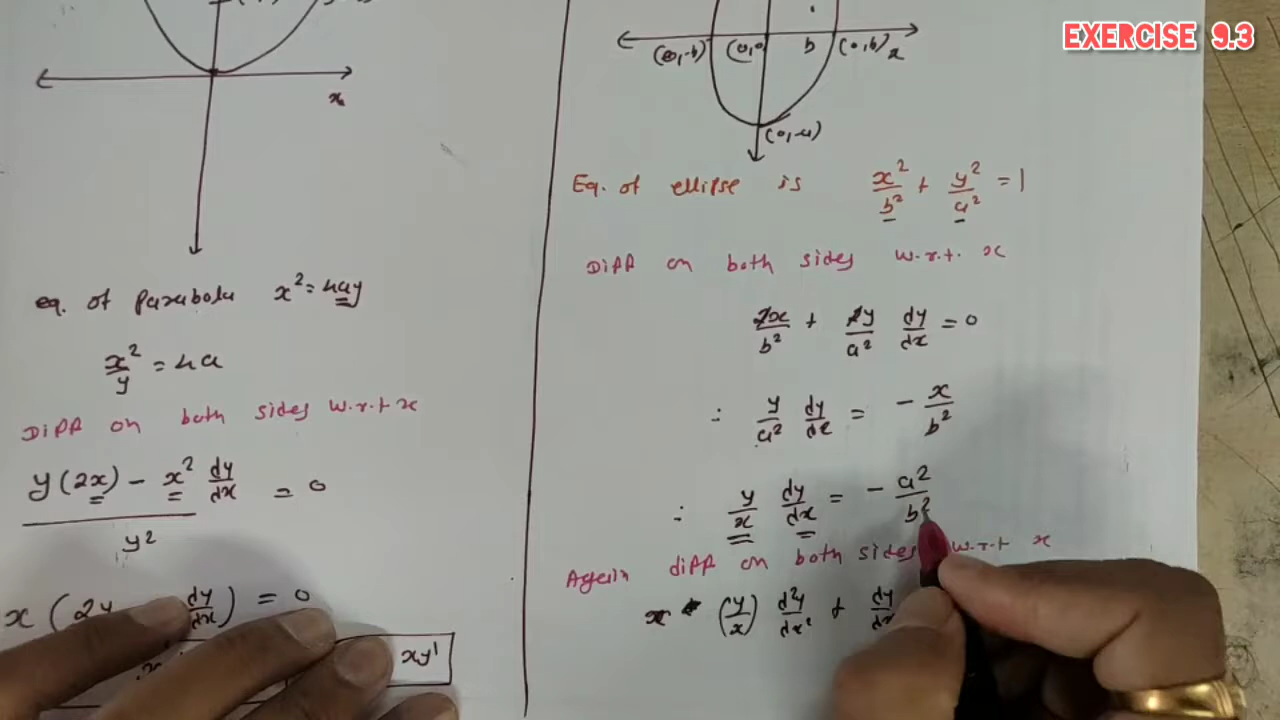 EXERCISE 9.3
x
eq. of Parabola x² = 4ay
x²/y = 4a
Diff on both sides w.r.t x
y(2x) - x² dy/dx / y² = 0
x (2y dy/dx) = 0
xy'
(0,-b) (0,0) b (0,b) x
(0,-a)
Eq. of ellipse is x²/b² + y²/a² = 1
Diff on both sides w.r.t. x
2x/b² + 2y/a² dy/dx = 0
∴ y/a² dy/dx = - x/b²
∴ y/x dy/dx = - a²/b²
Again diff on both sides w.r.t x
x (y/x) d²y/dx² + dy/dx